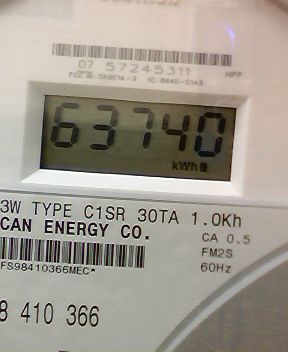 07 57245311 MPP
63740
kWh
3W TYPE C1SR 30TA 1.0Kh
CAN ENERGY CO.
CA 0.5
FM2S
FS98410366MEC*
60Hz
8 410 366